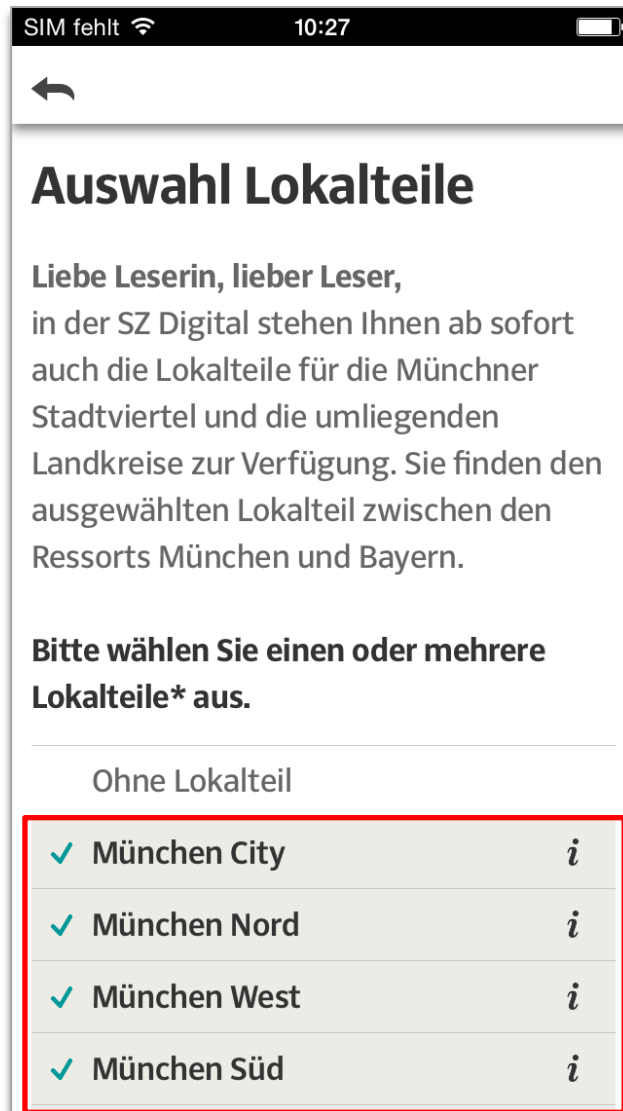 SIM fehlt 10:27
Auswahl Lokalteile
Liebe Leserin, lieber Leser,
in der SZ Digital stehen Ihnen ab sofort
auch die Lokalteile für die Münchner
Stadtviertel und die umliegenden
Landkreise zur Verfügung. Sie finden den
ausgewählten Lokalteil zwischen den
Ressorts München und Bayern.
Bitte wählen Sie einen oder mehrere
Lokalteile* aus.
Ohne Lokalteil
✓ München City i
✓ München Nord i
✓ München West i
✓ München Süd i